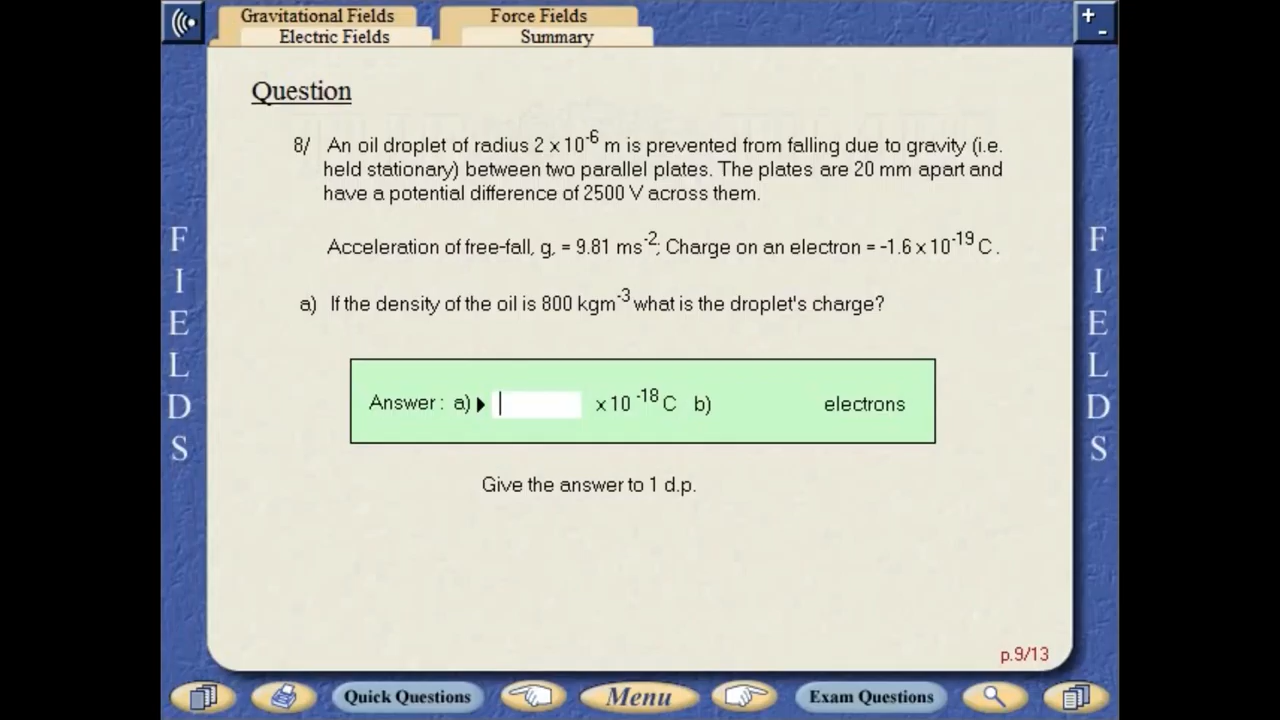 Gravitational Fields
Force Fields
Electric Fields
Summary
+
-
Question
8/ An oil droplet of radius 2 x 10-6 m is prevented from falling due to gravity (i.e.
held stationary) between two parallel plates. The plates are 20 mm apart and
have a potential difference of 2500 V across them.
Acceleration of free-fall, g, = 9.81 ms-2; Charge on an electron = -1.6 x 10-19 C.
a) If the density of the oil is 800 kgm-3 what is the droplet's charge?
Answer: a) x 10 -18 C b) electrons
Give the answer to 1 d.p.
FIELDS
FIELDS
p.9/13
Quick Questions
Menu
Exam Questions